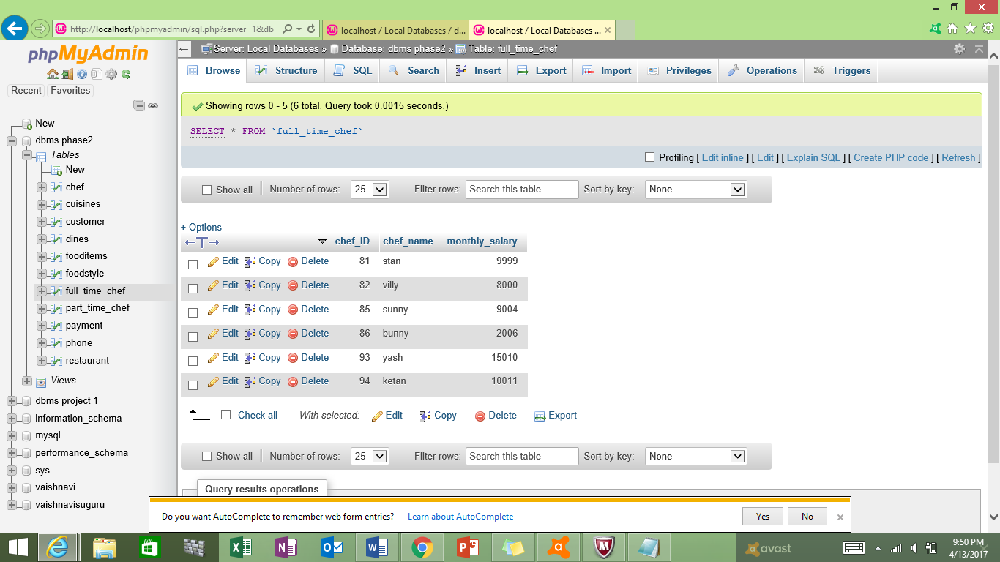 http://localhost/phpmyadmin/sql.php?server=1&db=
localhost / Local Databases / d...
localhost / Local Databases ...
phpMyAdmin
Recent
Favorites
New
dbms phase2
Tables
New
chef
cuisines
customer
dines
fooditems
foodstyle
full_time_chef
part_time_chef
payment
phone
restaurant
Views
dbms project 1
information_schema
mysql
performance_schema
sys
vaishnavi
vaishnavisuguru
Server: Local Databases » Database: dbms phase2 » Table: full_time_chef
Browse Structure SQL Search Insert Export Import Privileges Operations Triggers
Showing rows 0 - 5 (6 total, Query took 0.0015 seconds.)
SELECT * FROM `full_time_chef`
Profiling [ Edit inline ] [ Edit ] [ Explain SQL ] [ Create PHP code ] [ Refresh ]
Show all Number of rows: 25 Filter rows: Search this table Sort by key: None
+ Options
←T→ chef_ID chef_name monthly_salary
Edit Copy Delete 81 stan 9999
Edit Copy Delete 82 villy 8000
Edit Copy Delete 85 sunny 9004
Edit Copy Delete 86 bunny 2006
Edit Copy Delete 93 yash 15010
Edit Copy Delete 94 ketan 10011
Check all With selected: Edit Copy Delete Export
Show all Number of rows: 25 Filter rows: Search this table Sort by key: None
Query results operations
Do you want AutoComplete to remember web form entries? Learn about AutoComplete Yes No
avast
9:50 PM
4/13/2017